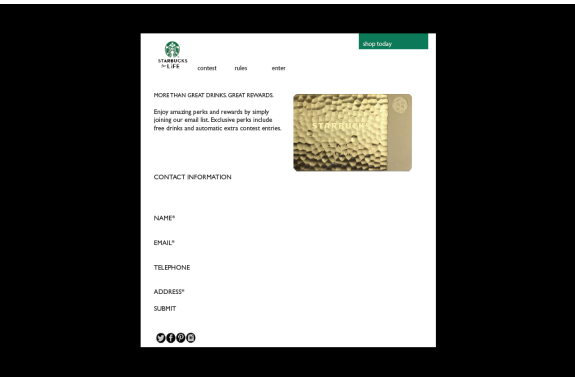 shop today
STARBUCKS
for LIFE
contest rules enter
MORE THAN GREAT DRINKS. GREAT REWARDS.
Enjoy amazing perks and rewards by simply
joining our email list. Exclusive perks include
free drinks and automatic extra contest entries.
STARBUCKS
CONTACT INFORMATION
NAME*
EMAIL*
TELEPHONE
ADDRESS*
SUBMIT